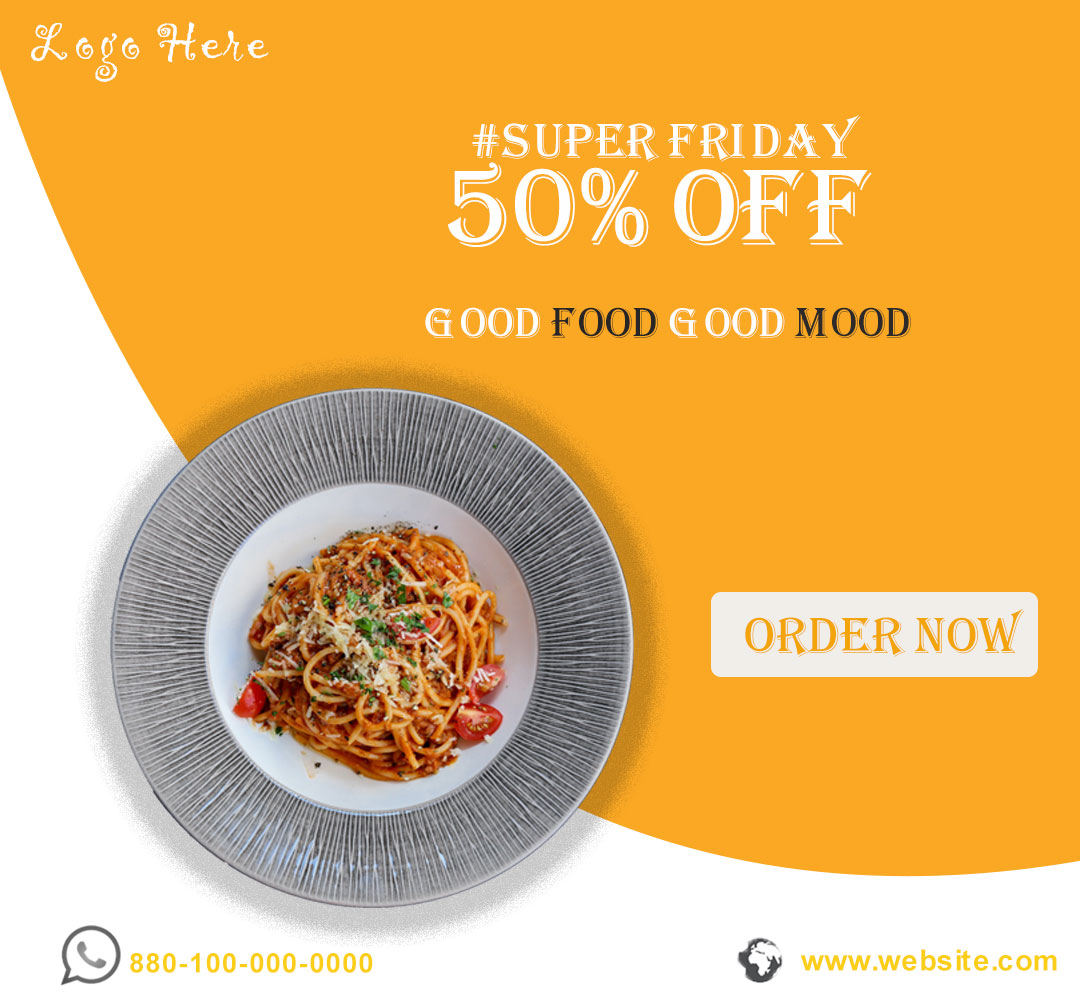 Logo Here
#SUPER FRIDAY
50% OFF
GOOD FOOD GOOD MOOD
ORDER NOW
880-100-000-0000
www.website.com